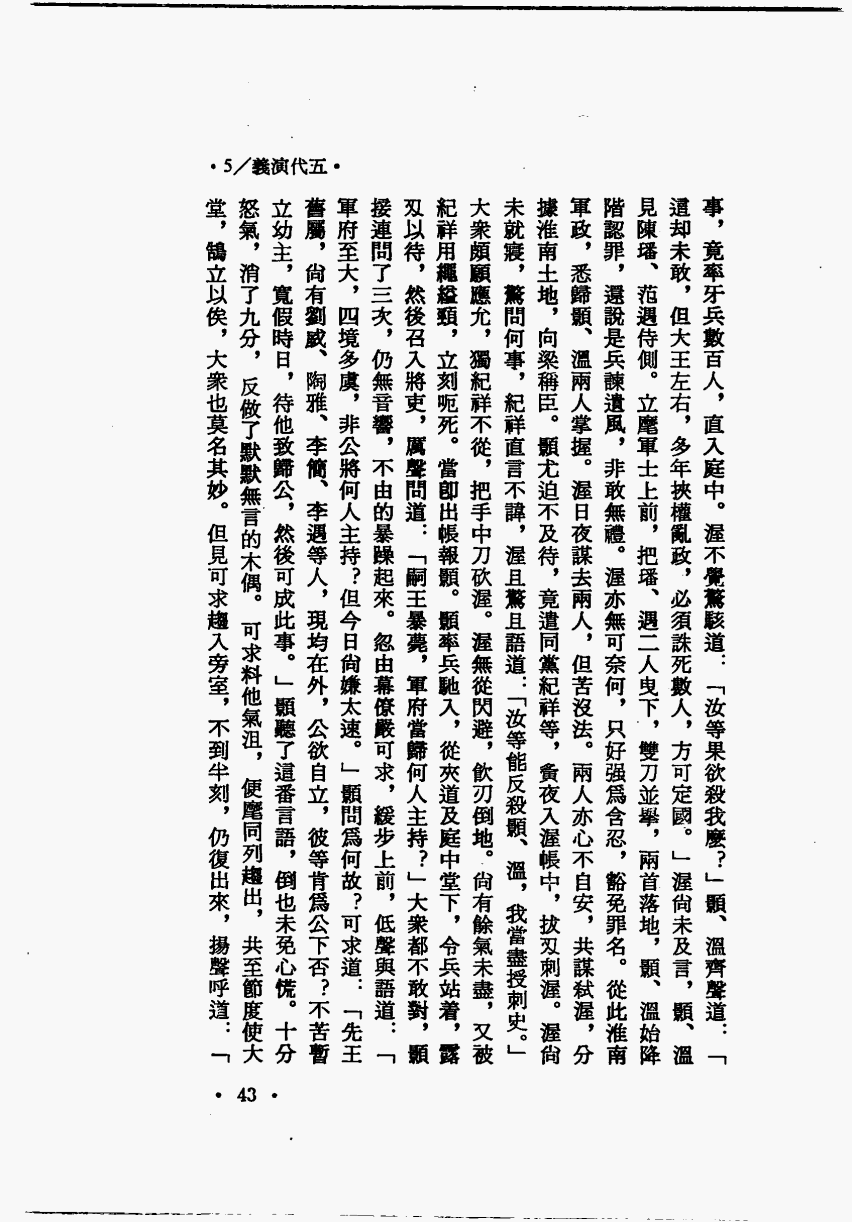 •5／義演代五•
事，竟率牙兵數百人，直入庭中。渥不覺驚駭道：「汝等果欲殺我麼？」顥、溫齊聲道：「
這却未敢，但大王左右，多年挾權亂政，必須誅死數人，方可定國。」渥尙未及言，顥、溫
見陳璠、范遇侍側。立麾軍士上前，把璠、遇二人曳下，雙刀並擧，兩首落地，顥、溫始降
階認罪，還說是兵諫遺風，非敢無禮。渥亦無可奈何，只好强爲含忍，豁免罪名。從此淮南
軍政，悉歸顥、溫兩人掌握。渥日夜謀去兩人，但苦沒法。兩人亦心不自安，共謀弒渥，分
據淮南土地，向梁稱臣。顥尤迫不及待，竟遣同黨紀祥等，夤夜入渥帳中，拔刄刺渥。渥尙
未就寢，驚問何事，紀祥直言不諱，渥且驚且語道：「汝等能反殺顥、溫，我當盡授刺史。」
大衆頗願應允，獨紀祥不從，把手中刀砍渥。渥無從閃避，飮刃倒地。尙有餘氣未盡，又被
紀祥用繩縊頸，立刻呃死。當卽出帳報顥。顥率兵馳入，從夾道及庭中堂下，令兵站着，露
刄以待，然後召入將吏，厲聲問道：「嗣王暴薨，軍府當歸何人主持？」大衆都不敢對，顥
接連問了三次，仍無音響，不由的暴躁起來。忽由幕僚嚴可求，緩步上前，低聲與語道：「
軍府至大，四境多虞，非公將何人主持？但今日尙嫌太速。」顥問爲何故？可求道：「先王
舊屬，尙有劉威、陶雅、李簡、李遇等人，現均在外，公欲自立，彼等肯爲公下否？不苦暫
立幼主，寬假時日，待他致歸公，然後可成此事。」顥聽了這番言語，倒也未免心慌。十分
怒氣，消了九分，反做了默默無言的木偶。可求料他氣沮，便麾同列趨出，共至節度使大
堂，鵠立以俟，大衆也莫名其妙。但見可求趨入旁室，不到半刻，仍復出來，揚聲呼道：「
• 43 •